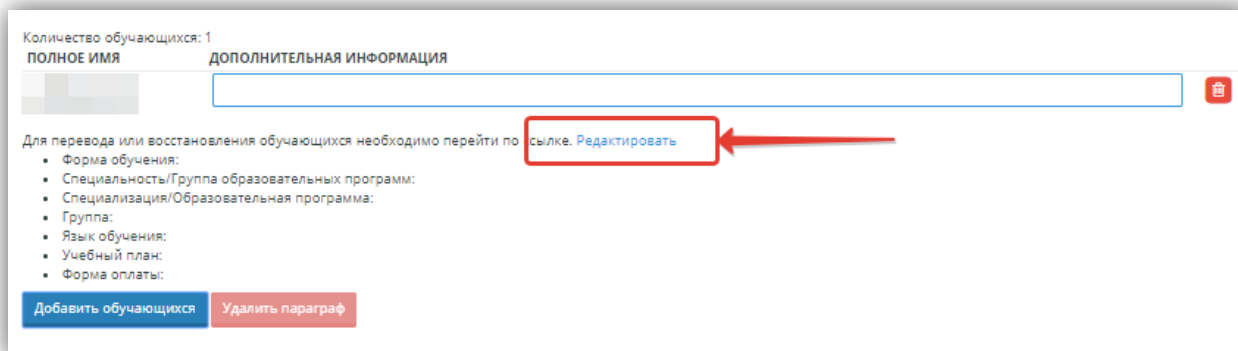 Количество обучающихся: 1
ПОЛНОЕ ИМЯ ДОПОЛНИТЕЛЬНАЯ ИНФОРМАЦИЯ
Для перевода или восстановления обучающихся необходимо перейти по ссылке. Редактировать
• Форма обучения:
• Специальность/Группа образовательных программ:
• Специализация/Образовательная программа:
• Группа:
• Язык обучения:
• Учебный план:
• Форма оплаты:
Добавить обучающихся Удалить параграф